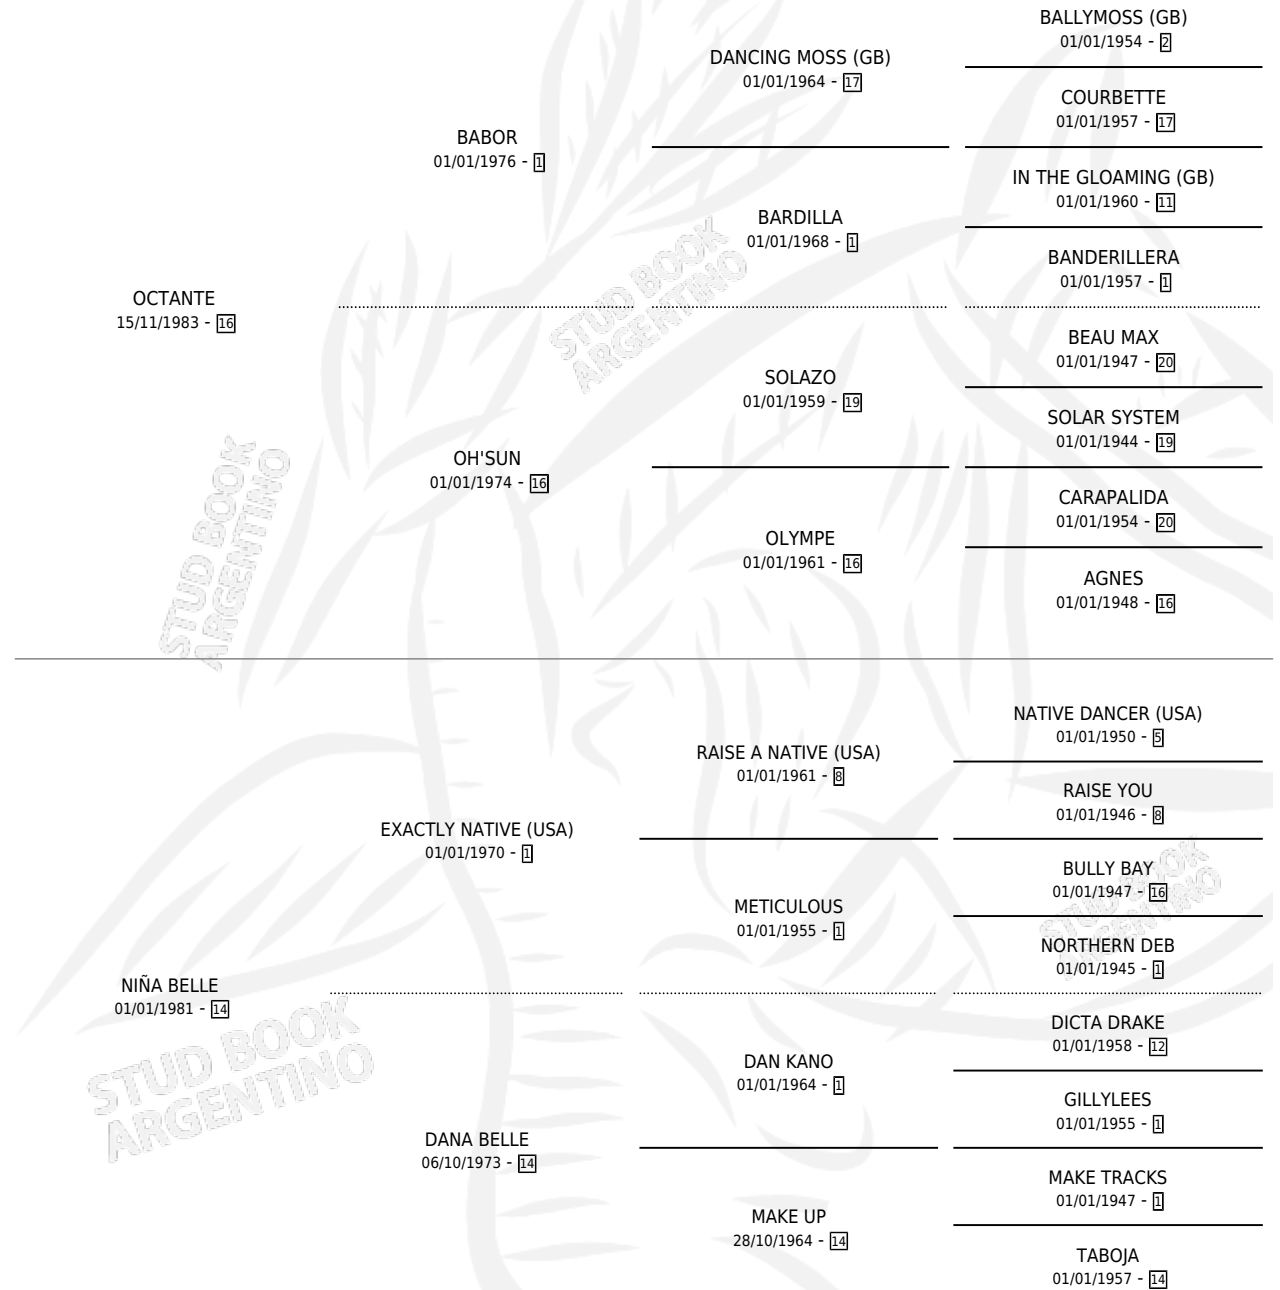 BALLYMOSS (GB)
01/01/1954 - 2
DANCING MOSS (GB)
01/01/1964 - 17
COURBETTE
01/01/1957 - 17
BABOR
01/01/1976 - 1
IN THE GLOAMING (GB)
01/01/1960 - 11
BARDILLA
01/01/1968 - 1
BANDERILLERA
01/01/1957 - 1
OCTANTE
15/11/1983 - 16
STUD BOOK
ARGENTINO
BEAU MAX
01/01/1947 - 20
SOLAZO
01/01/1959 - 19
SOLAR SYSTEM
01/01/1944 - 19
OH'SUN
01/01/1974 - 16
CARAPALIDA
01/01/1954 - 20
OLYMPE
01/01/1961 - 16
AGNES
01/01/1948 - 16
STUD BOOK
ARGENTINO
NATIVE DANCER (USA)
01/01/1950 - 5
RAISE A NATIVE (USA)
01/01/1961 - 8
RAISE YOU
01/01/1946 - 8
EXACTLY NATIVE (USA)
01/01/1970 - 1
BULLY BAY
01/01/1947 - 16
STUD BOOK
ARGENTINO
METICULOUS
01/01/1955 - 1
NORTHERN DEB
01/01/1945 - 1
NIÑA BELLE
01/01/1981 - 14
STUD BOOK
ARGENTINO
DICTA DRAKE
01/01/1958 - 12
DAN KANO
01/01/1964 - 1
GILLYLEES
01/01/1955 - 1
DANA BELLE
06/10/1973 - 14
MAKE TRACKS
01/01/1947 - 1
MAKE UP
28/10/1964 - 14
TABOJA
01/01/1957 - 14